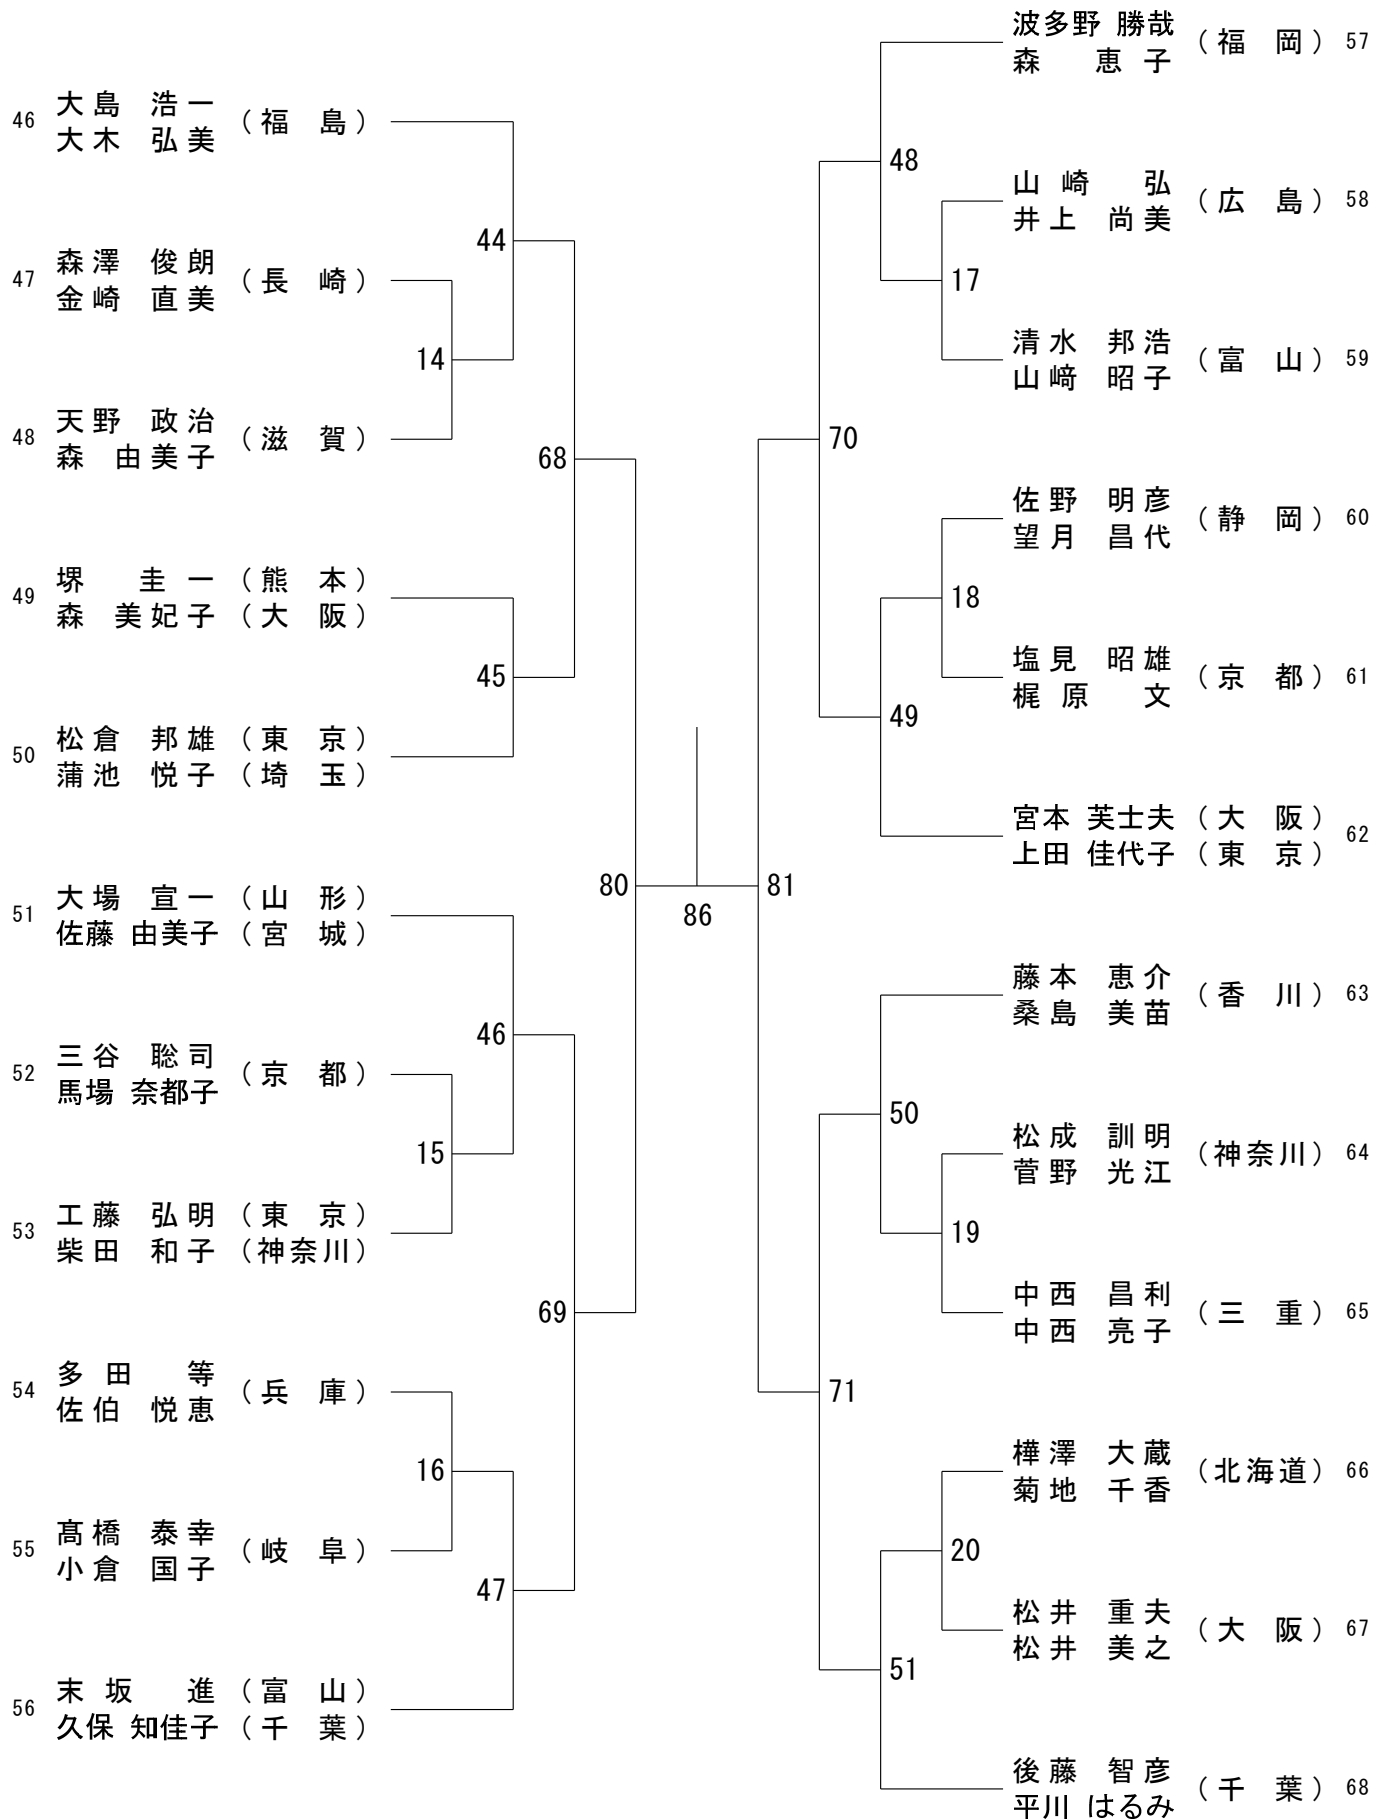 46 大島 浩一 (福島)
大木 弘美
44
47 森澤 俊朗 (長崎)
金崎 直美
14
48 天野 政治 (滋賀)
森 由美子
68
49 堺 圭一 (熊本)
森 美妃子 (大阪)
45
50 松倉 邦雄 (東京)
蒲池 悦子 (埼玉)
80
51 大場 宣一 (山形)
佐藤 由美子 (宮城)
46
52 三谷 聡司 (京都)
馬場 奈都子
15
53 工藤 弘明 (東京)
柴田 和子 (神奈川)
69
54 多田 等 (兵庫)
佐伯 悦恵
16
55 髙橋 泰幸 (岐阜)
小倉 国子
47
56 末坂 進 (富山)
久保 知佳子 (千葉)
86
波多野 勝哉 (福岡) 57
森 恵子
48
山崎 弘 (広島) 58
井上 尚美
17
清水 邦浩 (富山) 59
山﨑 昭子
70
佐野 明彦 (静岡) 60
望月 昌代
18
塩見 昭雄 (京都) 61
梶原 文
49
宮本 芙士夫 (大阪) 62
上田 佳代子 (東京)
81
藤本 恵介 (香川) 63
桑島 美苗
50
松成 訓明 (神奈川) 64
菅野 光江
19
中西 昌利 (三重) 65
中西 亮子
71
樺澤 大蔵 (北海道) 66
菊地 千香
20
松井 重夫 (大阪) 67
松井 美之
51
後藤 智彦 (千葉) 68
平川 はるみ